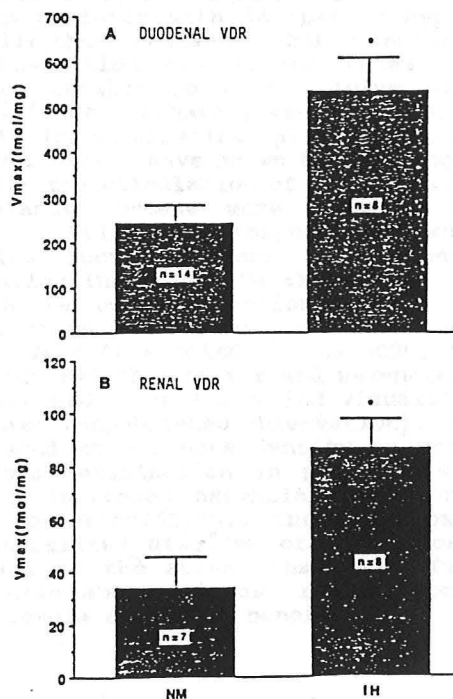 A DUODENAL VDR
Vmax(fmol/mg)
700
600
500
400
300
200
100
0
n=14
n=8
B RENAL VDR
Vmax(fmol/mg)
120
100
80
60
40
20
0
n=7
n=8
NM IH